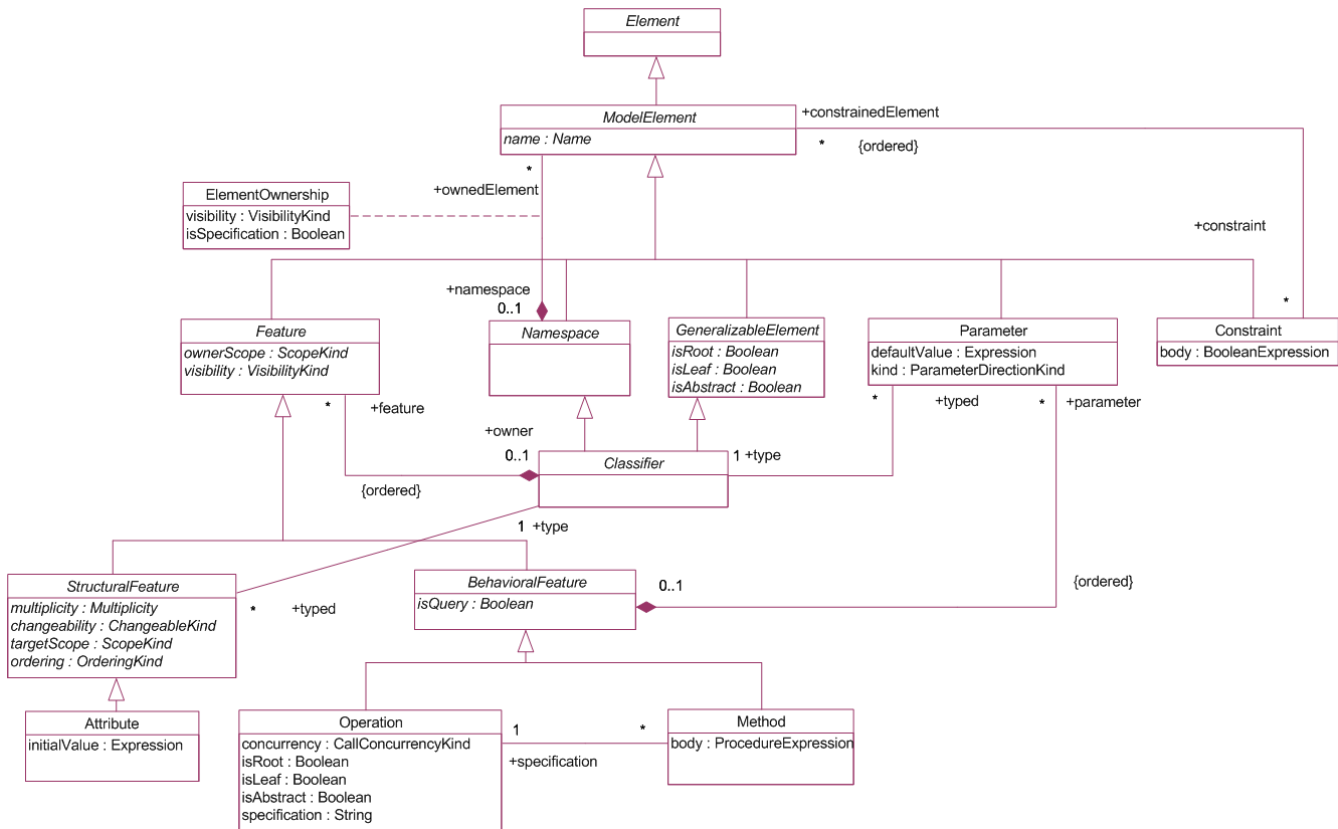 Element
ModelElement
name : Name
+constrainedElement
*
{ordered}
*
+ownedElement
ElementOwnership
visibility : VisibilityKind
isSpecification : Boolean
+constraint
*
+namespace
0..1
Feature
ownerScope : ScopeKind
visibility : VisibilityKind
Namespace
GeneralizableElement
isRoot : Boolean
isLeaf : Boolean
isAbstract : Boolean
Parameter
defaultValue : Expression
kind : ParameterDirectionKind
Constraint
body : BooleanExpression
*
+feature
*
+typed
*
+parameter
+owner
0..1
Classifier
1 +type
{ordered}
1 +type
StructuralFeature
multiplicity : Multiplicity
changeability : ChangeableKind
targetScope : ScopeKind
ordering : OrderingKind
*
+typed
BehavioralFeature
isQuery : Boolean
0..1
{ordered}
Attribute
initialValue : Expression
Operation
concurrency : CallConcurrencyKind
isRoot : Boolean
isLeaf : Boolean
isAbstract : Boolean
specification : String
1
*
+specification
Method
body : ProcedureExpression